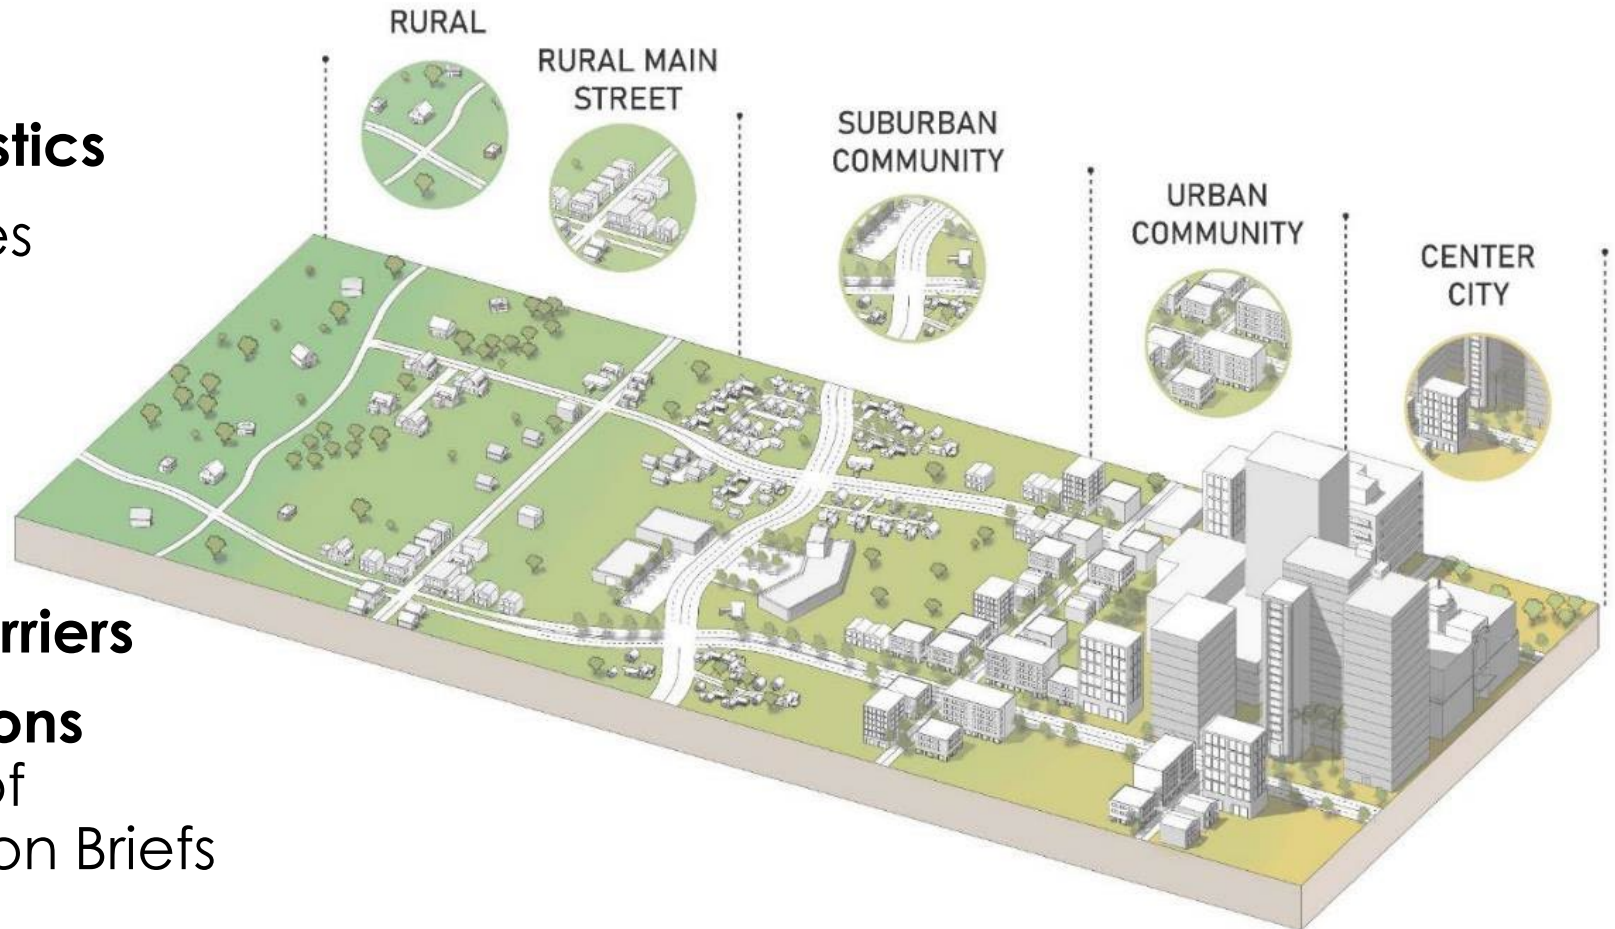 stics
es
rriers
ons
of
on Briefs
RURAL
RURAL MAIN
STREET
SUBURBAN
COMMUNITY
URBAN
COMMUNITY
CENTER
CITY